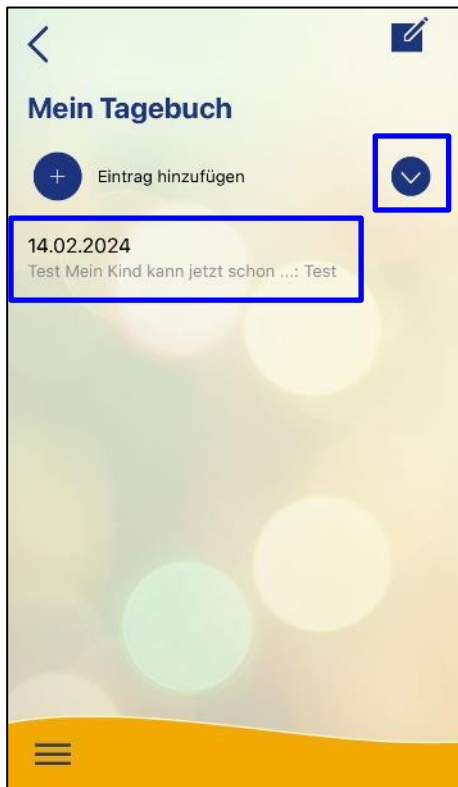 Mein Tagebuch
Eintrag hinzufügen
14.02.2024
Test Mein Kind kann jetzt schon ...: Test